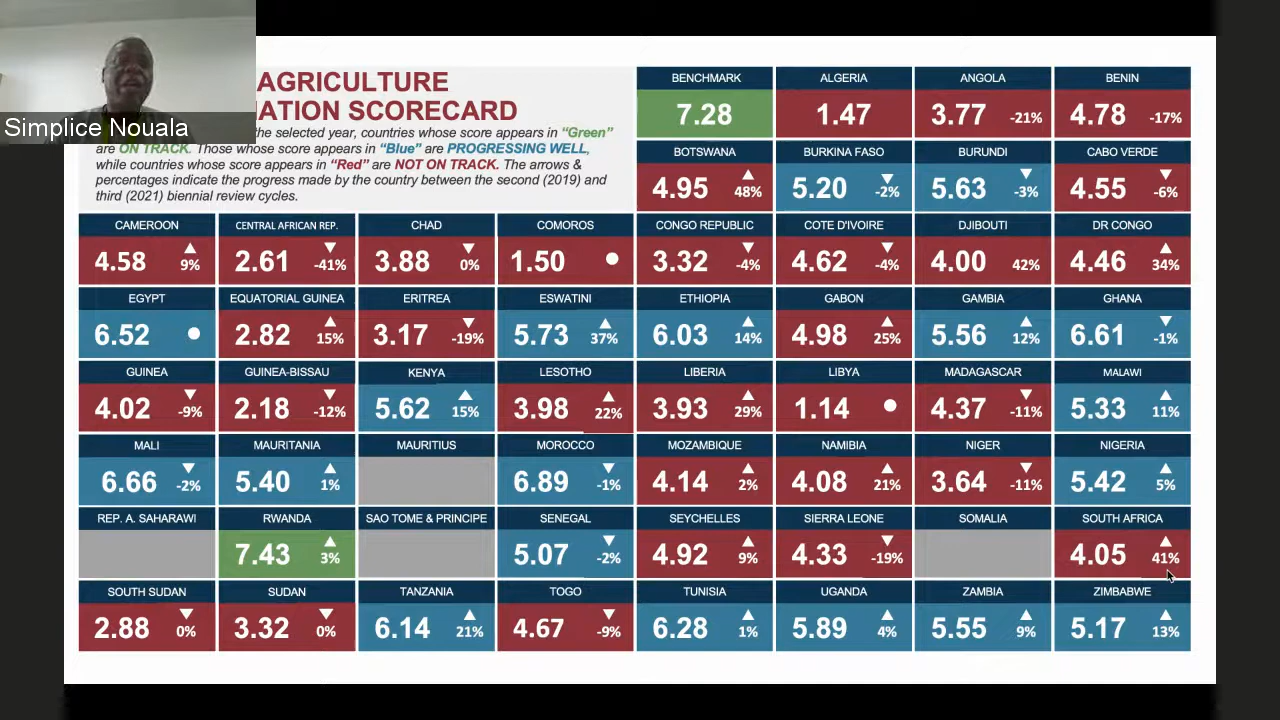 Simplice Nouala
AGRICULTURE
ATION SCORECARD
the selected year, countries whose score appears in “Green”
are ON TRACK. Those whose score appears in “Blue” are PROGRESSING WELL,
while countries whose score appears in “Red” are NOT ON TRACK. The arrows &
percentages indicate the progress made by the country between the second (2019) and
third (2021) biennial review cycles.
BENCHMARK ALGERIA ANGOLA BENIN
7.28 1.47 3.77 -21% 4.78 -17%
BOTSWANA BURKINA FASO BURUNDI CABO VERDE
4.95 48% 5.20 -2% 5.63 -3% 4.55 -6%
CAMEROON CENTRAL AFRICAN REP. CHAD COMOROS CONGO REPUBLIC COTE D'IVOIRE DJIBOUTI DR CONGO
4.58 9% 2.61 -41% 3.88 0% 1.50 3.32 -4% 4.62 -4% 4.00 42% 4.46 34%
EGYPT EQUATORIAL GUINEA ERITREA ESWATINI ETHIOPIA GABON GAMBIA GHANA
6.52 2.82 15% 3.17 -19% 5.73 37% 6.03 14% 4.98 25% 5.56 12% 6.61 -1%
GUINEA GUINEA-BISSAU KENYA LESOTHO LIBERIA LIBYA MADAGASCAR MALAWI
4.02 -9% 2.18 -12% 5.62 15% 3.98 22% 3.93 29% 1.14 4.37 -11% 5.33 11%
MALI MAURITANIA MAURITIUS MOROCCO MOZAMBIQUE NAMIBIA NIGER NIGERIA
6.66 -2% 5.40 1% 6.89 -1% 4.14 2% 4.08 21% 3.64 -11% 5.42 5%
REP. A. SAHARAWI RWANDA SAO TOME & PRINCIPE SENEGAL SEYCHELLES SIERRA LEONE SOMALIA SOUTH AFRICA
7.43 3% 5.07 -2% 4.92 9% 4.33 -19% 4.05 41%
SOUTH SUDAN SUDAN TANZANIA TOGO TUNISIA UGANDA ZAMBIA ZIMBABWE
2.88 0% 3.32 0% 6.14 21% 4.67 -9% 6.28 1% 5.89 4% 5.55 9% 5.17 13%